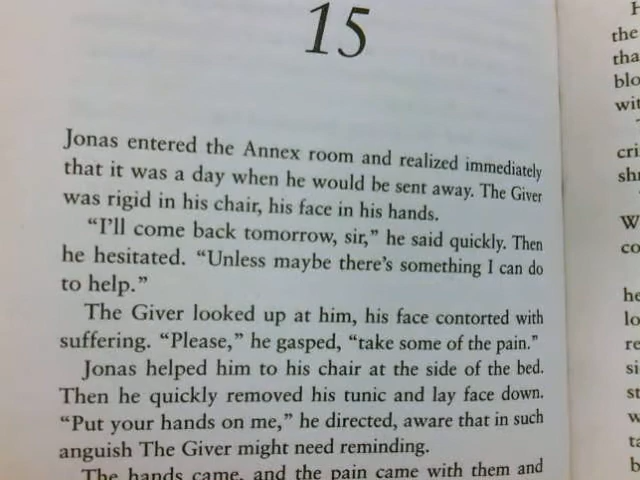 15
Jonas entered the Annex room and realized immediately
that it was a day when he would be sent away. The Giver
was rigid in his chair, his face in his hands.
“I’ll come back tomorrow, sir,” he said quickly. Then
he hesitated. “Unless maybe there’s something I can do
to help.”
The Giver looked up at him, his face contorted with
suffering. “Please,” he gasped, “take some of the pain.”
Jonas helped him to his chair at the side of the bed.
Then he quickly removed his tunic and lay face down.
“Put your hands on me,” he directed, aware that in such
anguish The Giver might need reminding.
The hands came, and the pain came with them and
the